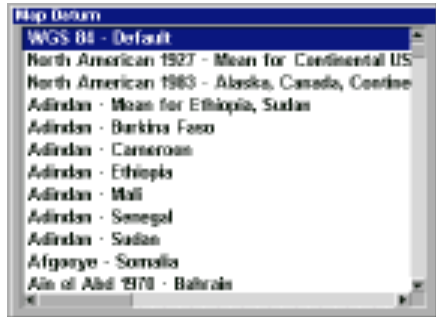 Map Datum
WGS 84 - Default
North American 1927 - Mean for Continental US
North American 1983 - Alaska, Canada, Contine
Adindan - Mean for Ethiopia, Sudan
Adindan - Burkina Faso
Adindan - Cameroon
Adindan - Ethiopia
Adindan - Mali
Adindan - Senegal
Adindan - Sudan
Afgooye - Somalia
Ain el Abd 1970 - Bahrain